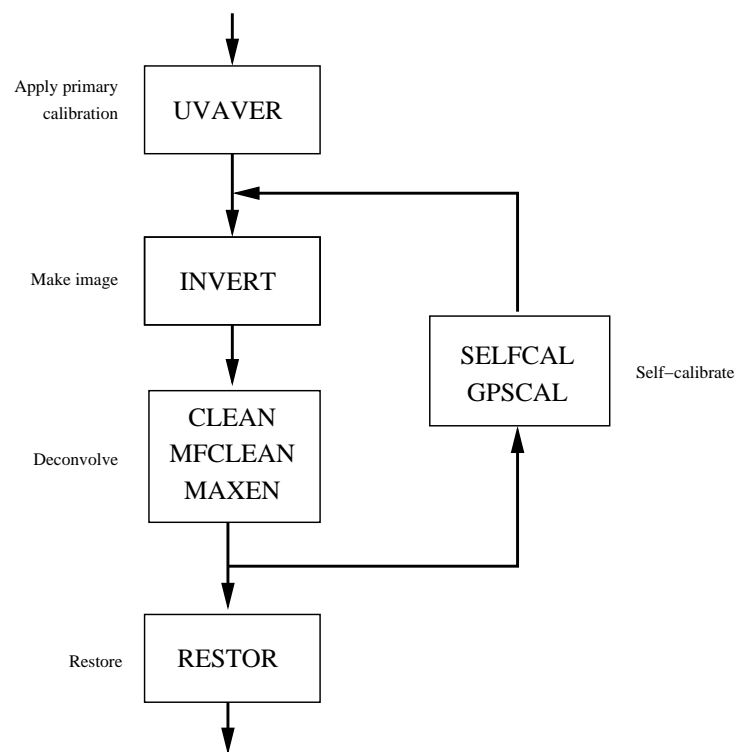 Apply primary
calibration
UVAVER
Make image
INVERT
SELFCAL
GPSCAL
Self−calibrate
CLEAN
MFCLEAN
MAXEN
Deconvolve
Restore
RESTOR